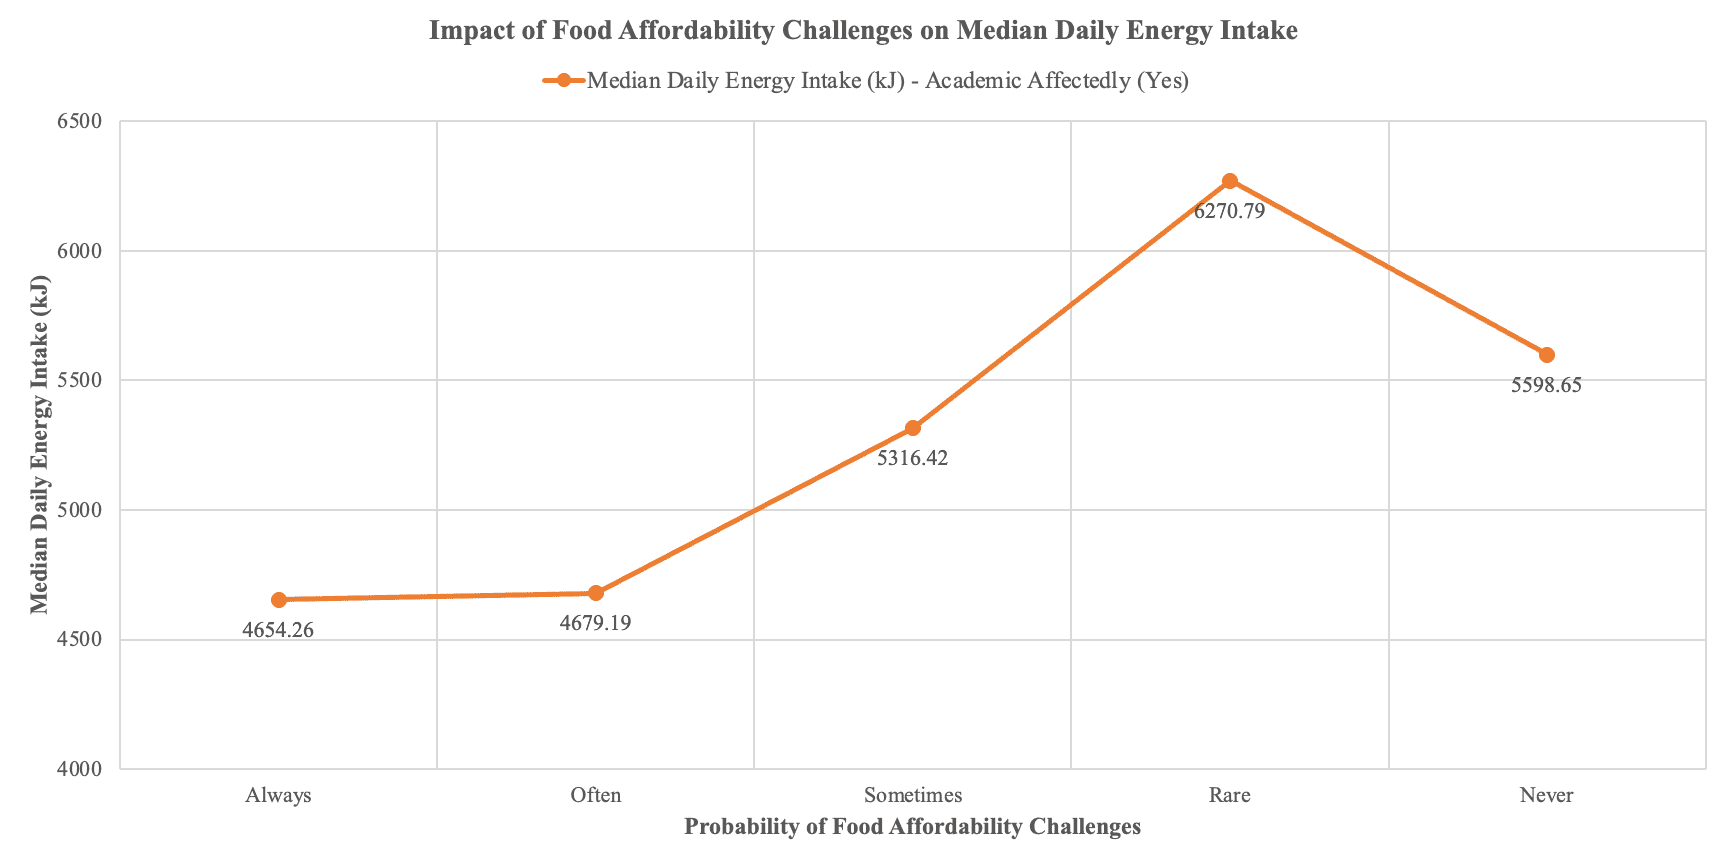 Impact of Food Affordability Challenges on Median Daily Energy Intake
Median Daily Energy Intake (kJ) - Academic Affectedly (Yes)
Median Daily Energy Intake (kJ)
6500
6000
5500
5000
4500
4000
4654.26
4679.19
5316.42
6270.79
5598.65
Always
Often
Sometimes
Rare
Never
Probability of Food Affordability Challenges